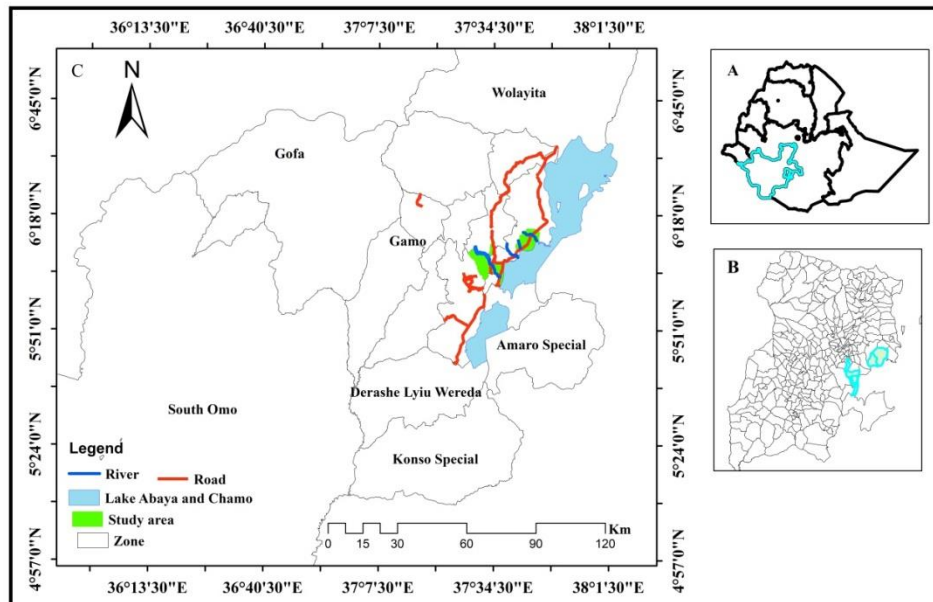 36°13'30"E 36°40'30"E 37°7'30"E 37°34'30"E 38°1'30"E
C
N
Wolayita
Gofa
Gamo
Amaro Special
Derashe Lyiu Wereda
South Omo
Konso Special
6°45'0"N
6°18'0"N
5°51'0"N
5°24'0"N
4°57'0"N
6°45'0"N
6°18'0"N
5°51'0"N
5°24'0"N
4°57'0"N
Legend
River Road
Lake Abaya and Chamo
Study area
Zone
Km
0 15 30 60 90 120
36°13'30"E 36°40'30"E 37°7'30"E 37°34'30"E 38°1'30"E
A
B